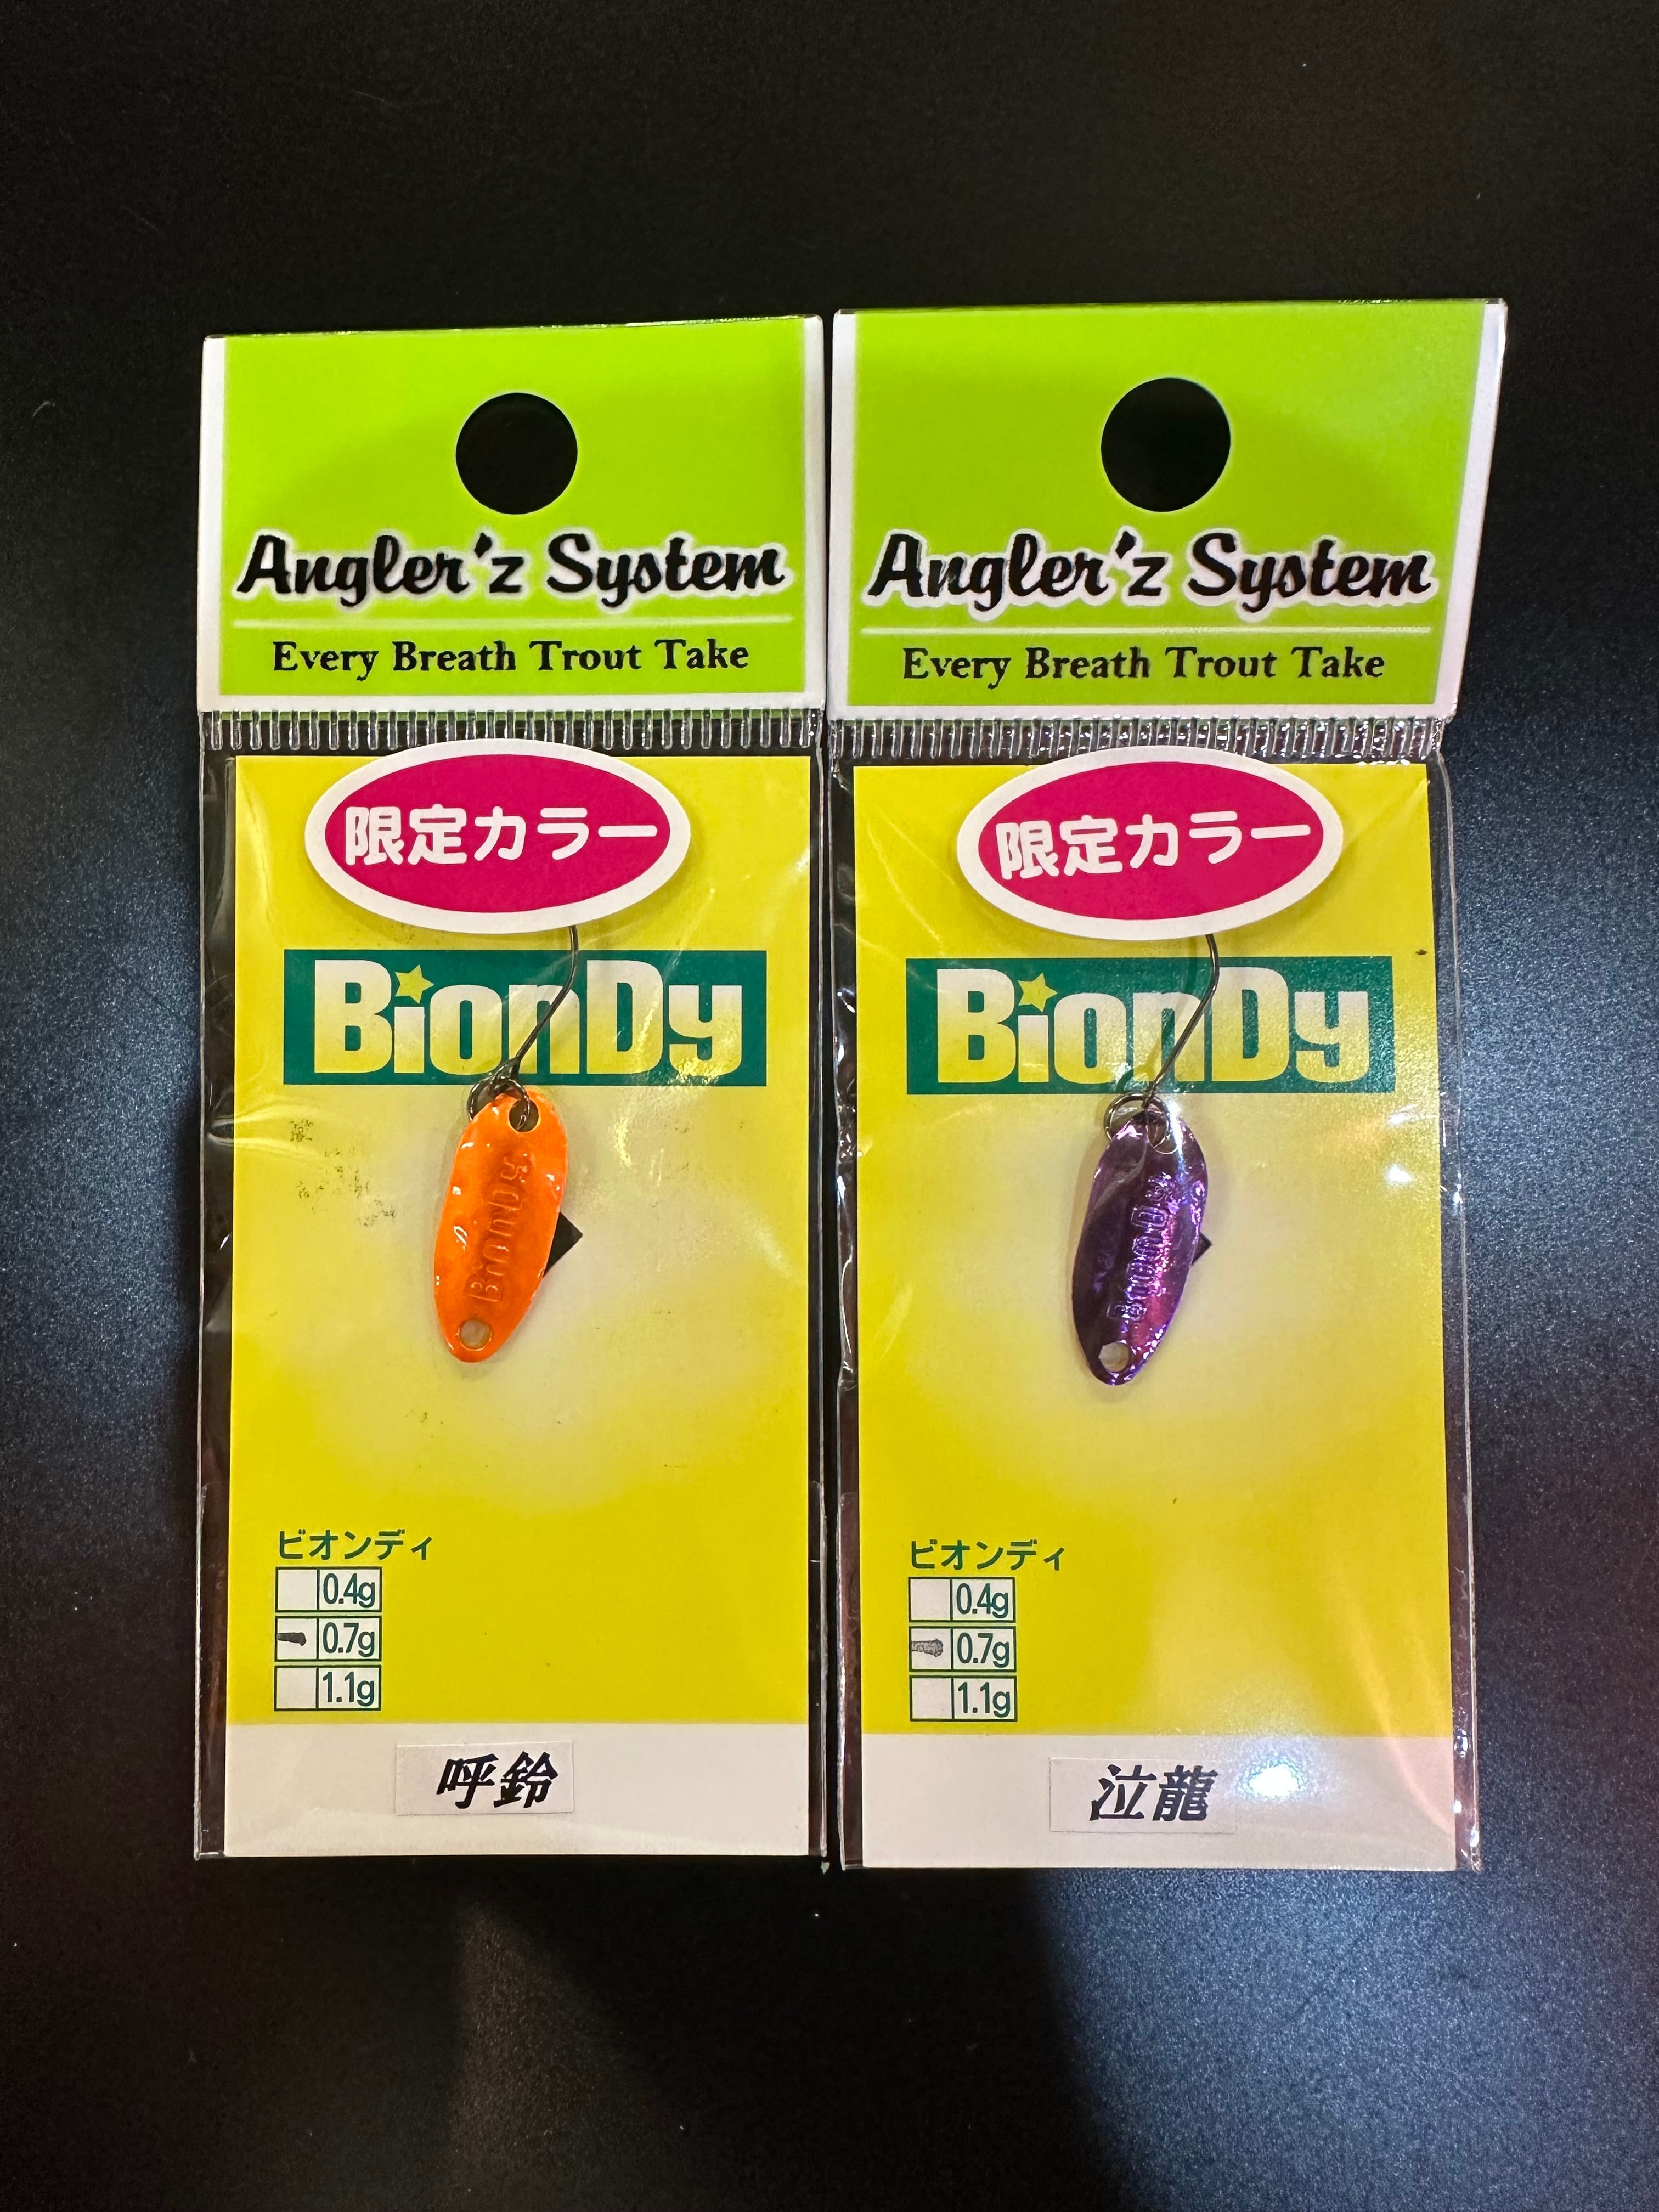 Angler'z System
Every Breath Trout Take
限定カラー
BionDy
BionDy
ビオンディ
0.4g
0.7g
1.1g
呼鈴
Angler'z System
Every Breath Trout Take
限定カラー
BionDy
BionDy
ビオンディ
0.4g
0.7g
1.1g
泣龍